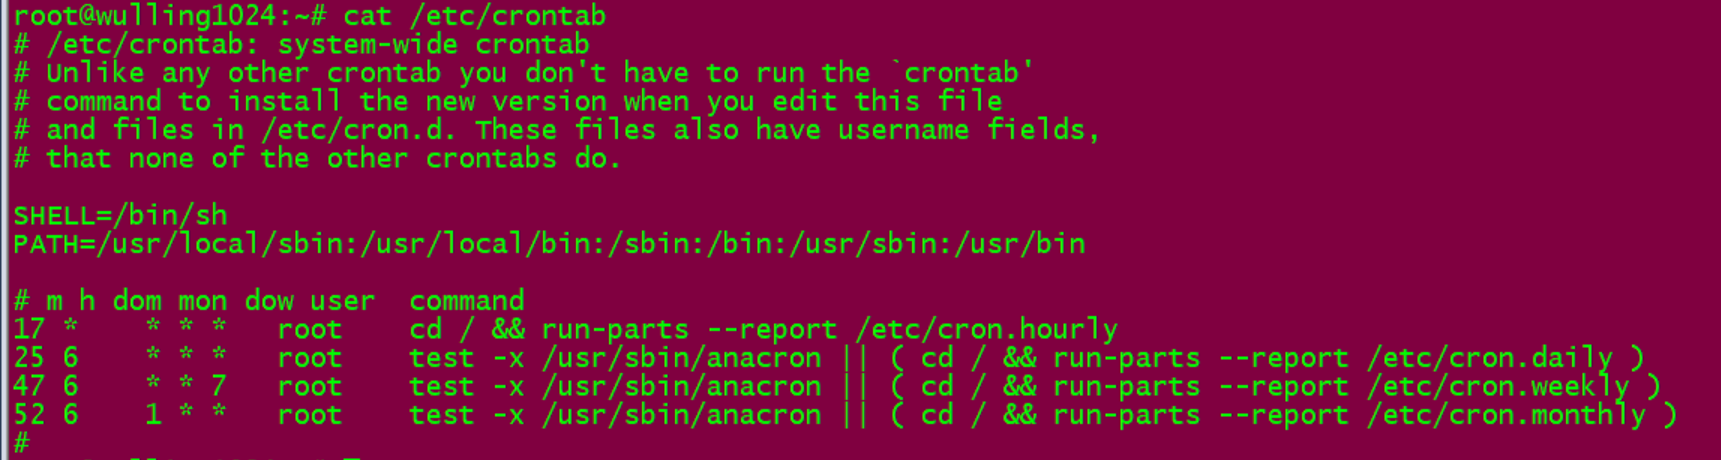 root@wulling1024:~# cat /etc/crontab
# /etc/crontab: system-wide crontab
# Unlike any other crontab you don't have to run the `crontab'
# command to install the new version when you edit this file
# and files in /etc/cron.d. These files also have username fields,
# that none of the other crontabs do.

SHELL=/bin/sh
PATH=/usr/local/sbin:/usr/local/bin:/sbin:/bin:/usr/sbin:/usr/bin

# m h dom mon dow user  command
17 *    * * *   root    cd / && run-parts --report /etc/cron.hourly
25 6    * * *   root    test -x /usr/sbin/anacron || ( cd / && run-parts --report /etc/cron.daily )
47 6    * * 7   root    test -x /usr/sbin/anacron || ( cd / && run-parts --report /etc/cron.weekly )
52 6    1 * *   root    test -x /usr/sbin/anacron || ( cd / && run-parts --report /etc/cron.monthly )
#